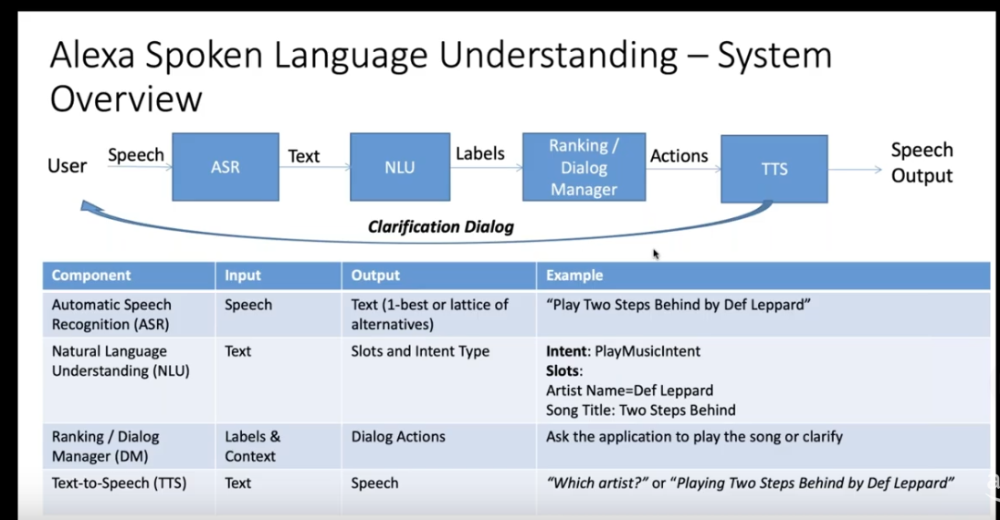 Alexa Spoken Language Understanding – System
Overview
User
Speech
ASR
Text
NLU
Labels
Ranking /
Dialog
Manager
Actions
TTS
Speech
Output
Clarification Dialog
Component Input Output Example
Automatic Speech
Recognition (ASR)
Speech
Text (1-best or lattice of
alternatives)
“Play Two Steps Behind by Def Leppard”
Natural Language
Understanding (NLU)
Text
Slots and Intent Type
Intent: PlayMusicIntent
Slots:
Artist Name=Def Leppard
Song Title: Two Steps Behind
Ranking / Dialog
Manager (DM)
Labels &
Context
Dialog Actions
Ask the application to play the song or clarify
Text-to-Speech (TTS)
Text
Speech
“Which artist?” or “Playing Two Steps Behind by Def Leppard”